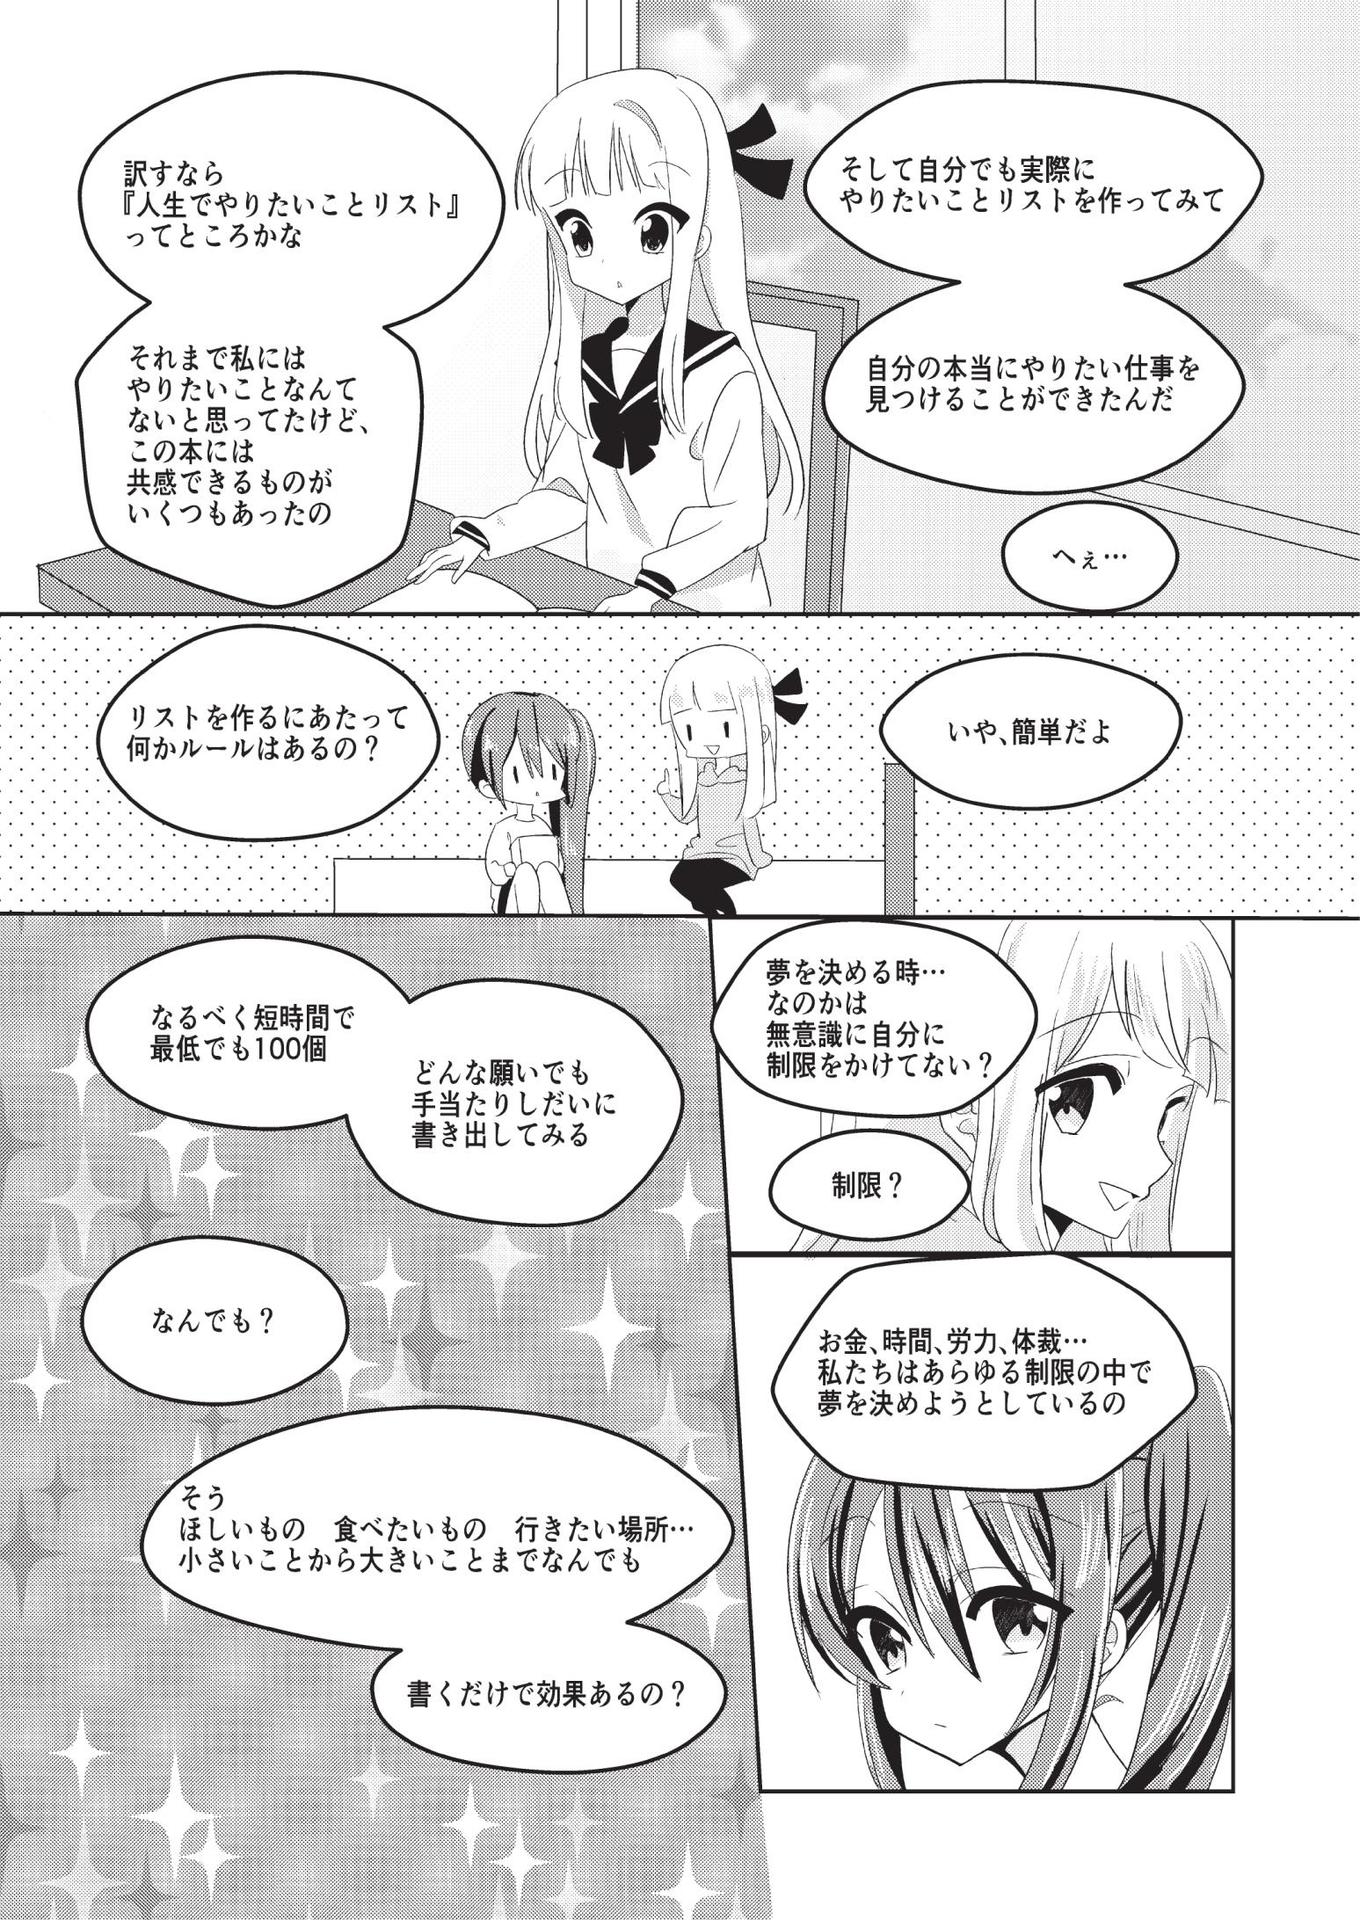 訳すなら
『人生でやりたいことリスト』
ってところかな
それまで私には
やりたいことなんて
ないと思ってたけど、
この本には
共感できるものが
いくつもあったの
そして自分でも実際に
やりたいことリストを作ってみて
自分の本当にやりたい仕事を
見つけることができたんだ
へぇ…
リストを作るにあたって
何かルールはあるの？
いや、簡単だよ
なるべく短時間で
最低でも100個
どんな願いでも
手当たりしだいに
書き出してみる
なんでも？
そう
ほしいもの　食べたいもの　行きたい場所…
小さいことから大きいことまでなんでも
書くだけで効果あるの？
夢を決める時…
なのかは
無意識に自分に
制限をかけてない？
制限？
お金、時間、労力、体裁…
私たちはあらゆる制限の中で
夢を決めようとしているの